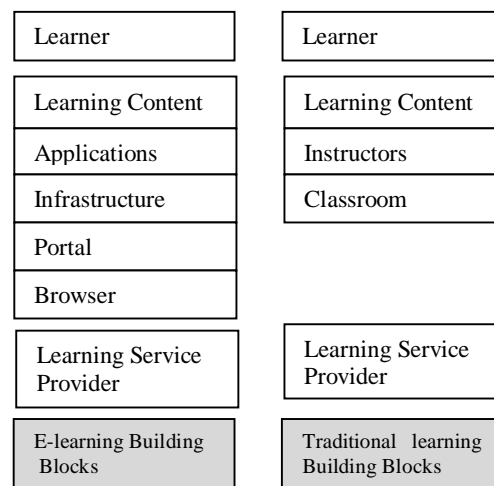 Learner
Learning Content
Applications
Infrastructure
Portal
Browser
Learning Service
Provider
E-learning Building
Blocks
Learner
Learning Content
Instructors
Classroom
Learning Service
Provider
Traditional learning
Building Blocks